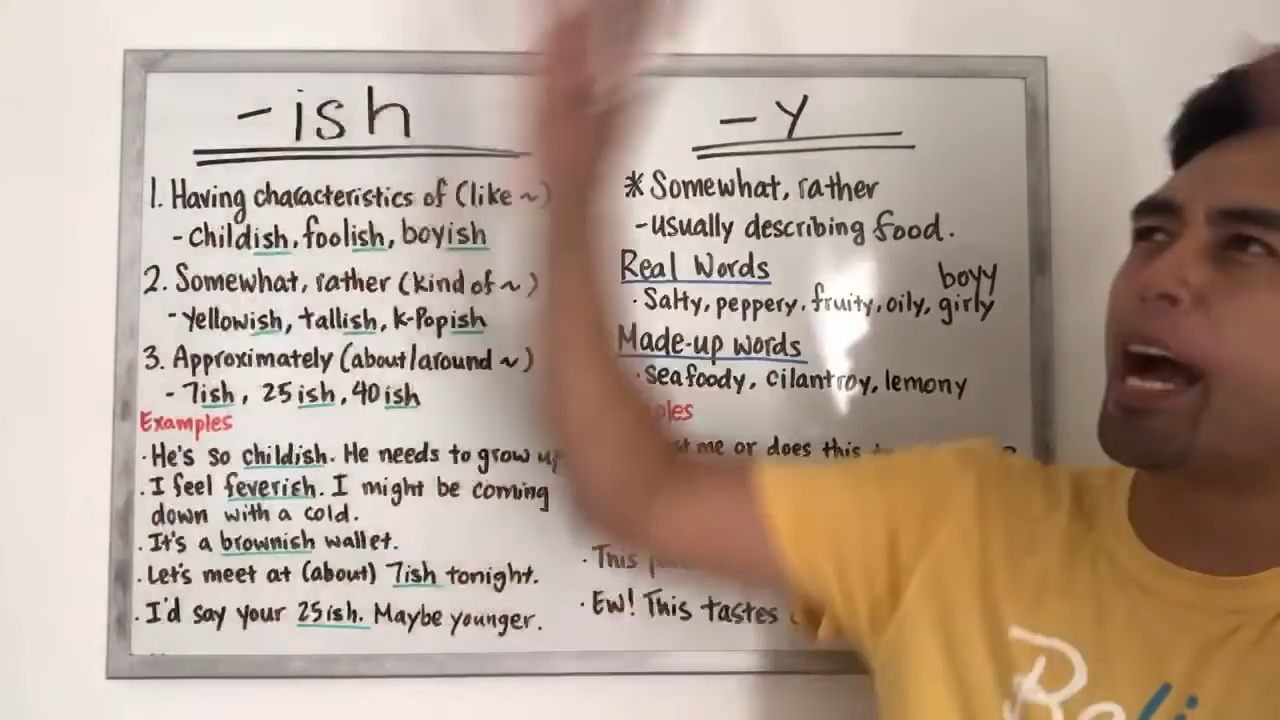 -ish
1. Having characteristics of (like ~)
- Childish, foolish, boyish
2. Somewhat, rather (kind of ~)
- Yellowish, tallish, K-Popish
3. Approximately (about/around ~)
- 7ish, 25ish, 40ish
Examples
· He's so childish. He needs to grow up
· I feel feverish. I might be coming
down with a cold.
· It's a brownish wallet.
· Let's meet at (about) 7ish tonight.
· I'd say your 25ish. Maybe younger.
-y
* Somewhat, rather
- usually describing food.
Real Words
boyy
· Salty, peppery, fruity, oily, girly
Made-up words
· seafoody, cilantroy, lemony
me or does this
· This
· Ew! This tastes